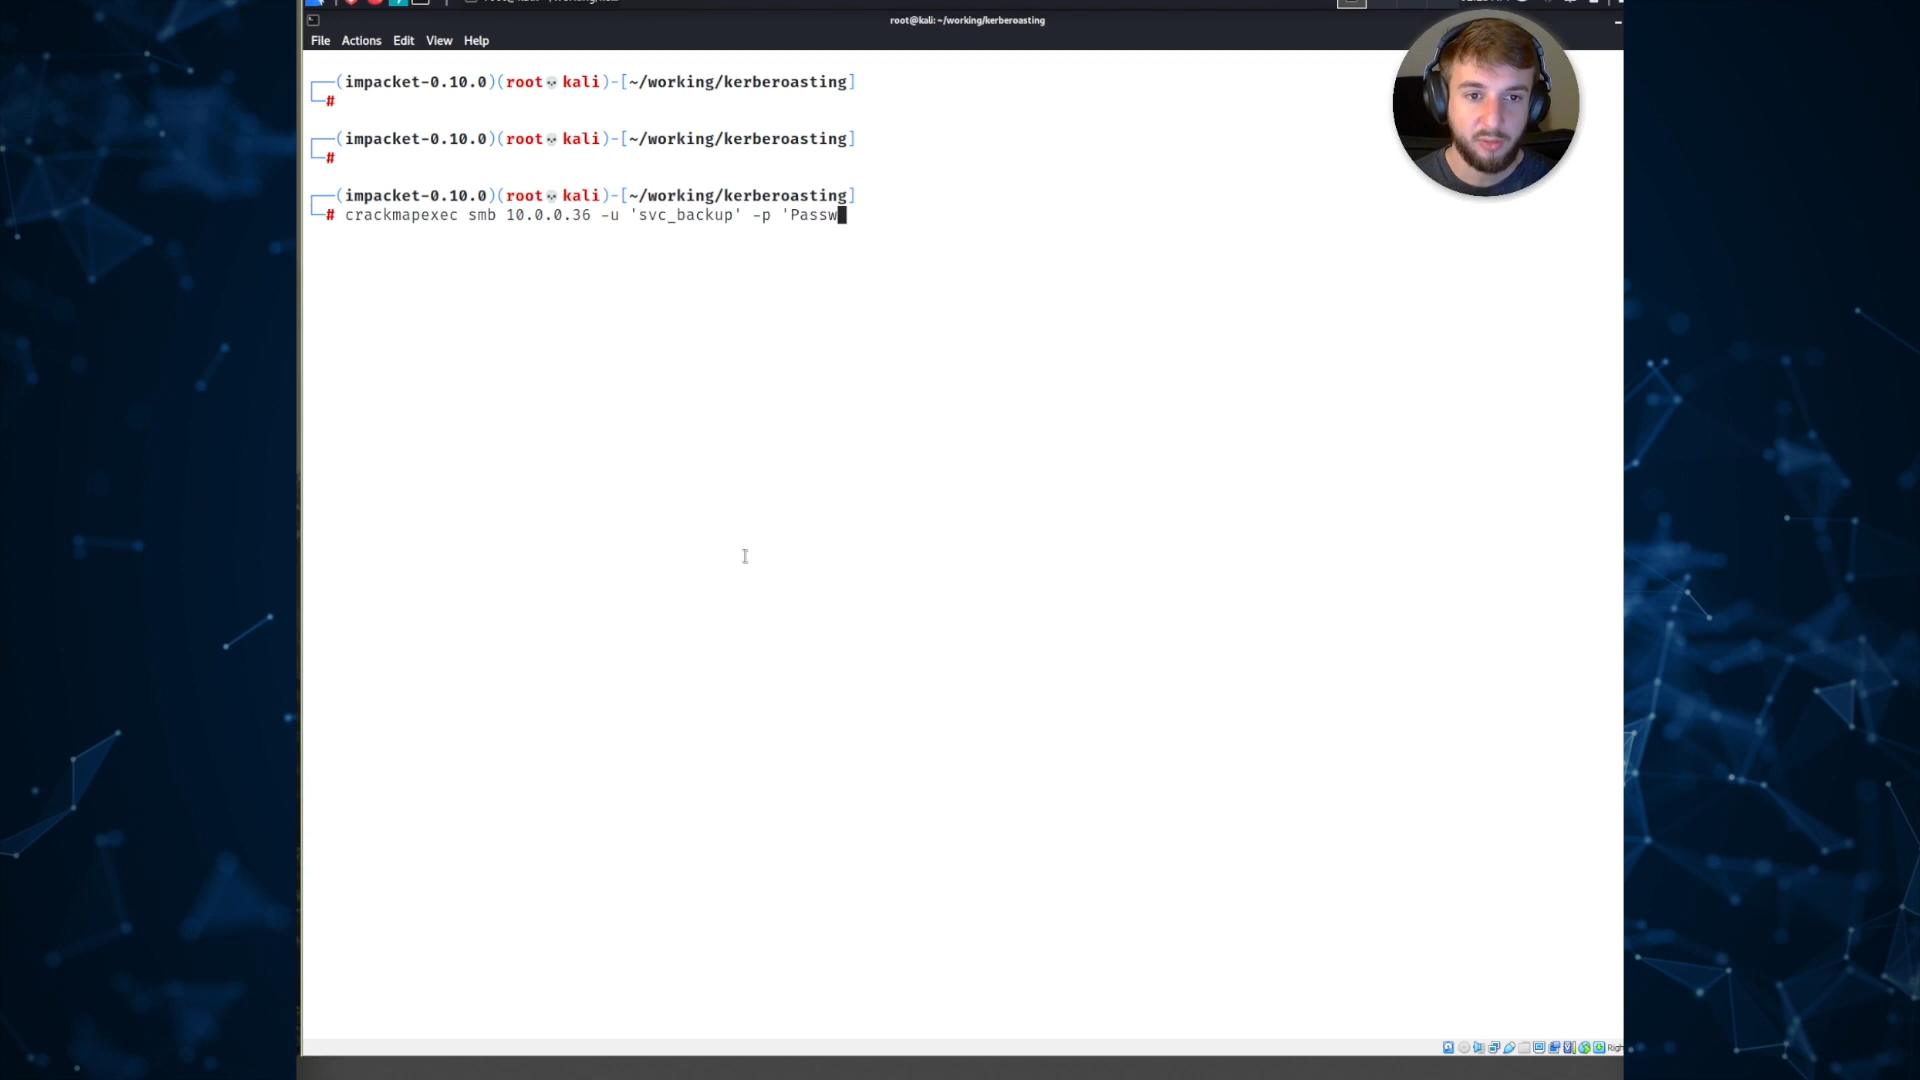 root@kali: ~/working/kerberoasting
File Actions Edit View Help
┌──(impacket-0.10.0)(root💀kali)-[~/working/kerberoasting]
└─#
┌──(impacket-0.10.0)(root💀kali)-[~/working/kerberoasting]
└─#
┌──(impacket-0.10.0)(root💀kali)-[~/working/kerberoasting]
└─# crackmapexec smb 10.0.0.36 -u 'svc_backup' -p 'Passw
Righ